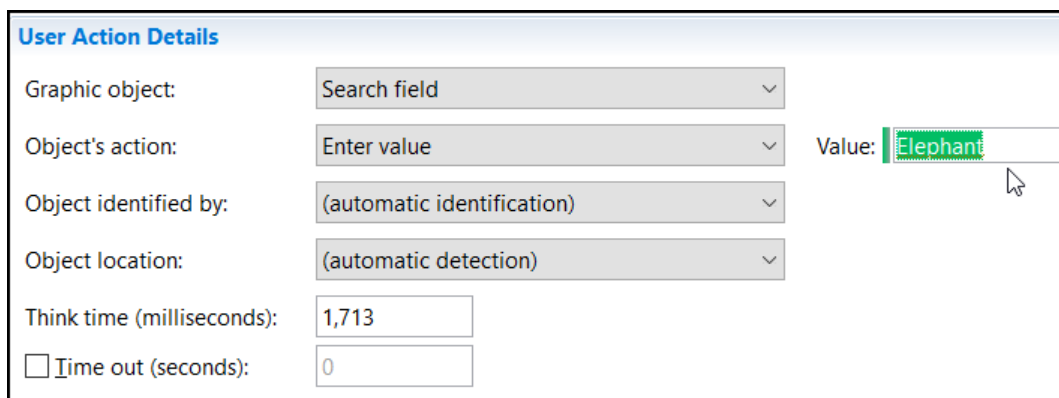 User Action Details
Graphic object: Search field
Object's action: Enter value Value: Elephant
Object identified by: (automatic identification)
Object location: (automatic detection)
Think time (milliseconds): 1,713
Time out (seconds): 0